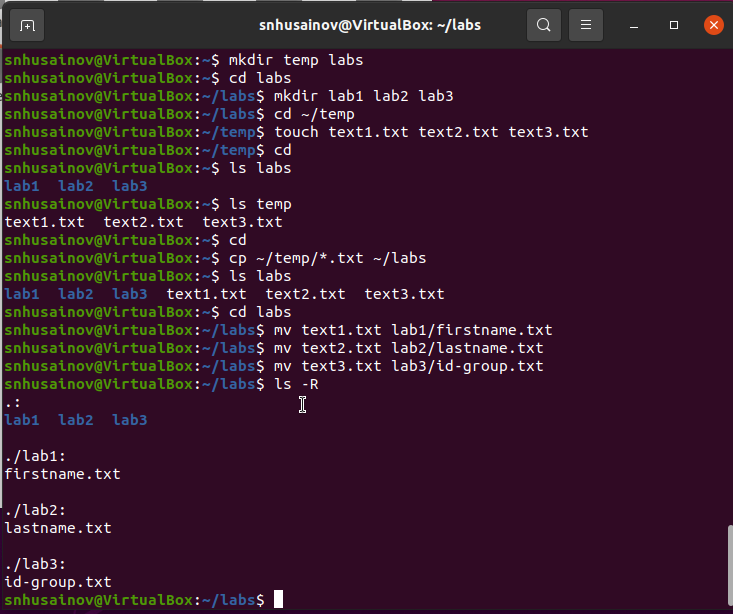 snhusainov@VirtualBox: ~/labs
snhusainov@VirtualBox:~$ mkdir temp labs
snhusainov@VirtualBox:~$ cd labs
snhusainov@VirtualBox:~/labs$ mkdir lab1 lab2 lab3
snhusainov@VirtualBox:~/labs$ cd ~/temp
snhusainov@VirtualBox:~/temp$ touch text1.txt text2.txt text3.txt
snhusainov@VirtualBox:~/temp$ cd
snhusainov@VirtualBox:~$ ls labs
lab1  lab2  lab3
snhusainov@VirtualBox:~$ ls temp
text1.txt  text2.txt  text3.txt
snhusainov@VirtualBox:~$ cd
snhusainov@VirtualBox:~$ cp ~/temp/*.txt ~/labs
snhusainov@VirtualBox:~$ ls labs
lab1  lab2  lab3  text1.txt  text2.txt  text3.txt
snhusainov@VirtualBox:~$ cd labs
snhusainov@VirtualBox:~/labs$ mv text1.txt lab1/firstname.txt
snhusainov@VirtualBox:~/labs$ mv text2.txt lab2/lastname.txt
snhusainov@VirtualBox:~/labs$ mv text3.txt lab3/id-group.txt
snhusainov@VirtualBox:~/labs$ ls -R
.:
lab1  lab2  lab3
./lab1:
firstname.txt
./lab2:
lastname.txt
./lab3:
id-group.txt
snhusainov@VirtualBox:~/labs$